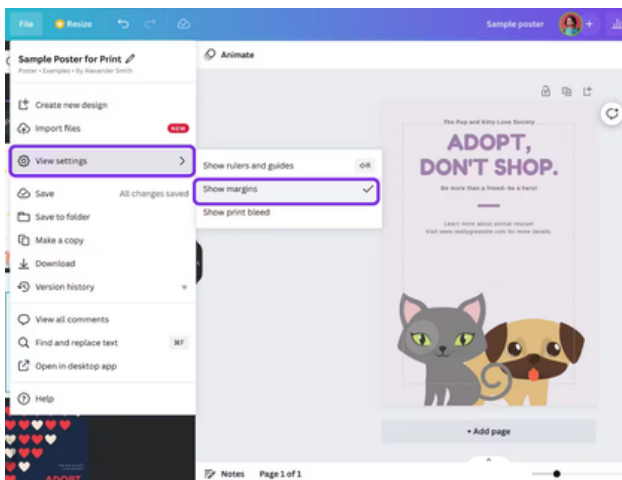 File
Resize
Sample poster
Sample Poster for Print
Poster • Examples • By Alexander Smith
Create new design
Import files
NEW
View settings
Save
All changes saved
Save to folder
Make a copy
Download
Version history
View all comments
Find and replace text
⌘F
Open in desktop app
Help
Animate
Show rulers and guides
⇧R
Show margins
Show print bleed
The Pup and Kitty Love Society
ADOPT,
DON'T SHOP.
Be more than a friend-be a hero!
Learn more about animal rescue!
Visit www.reallygreatsite.com for more details.
+ Add page
ADOPT
Notes
Page 1 of 1